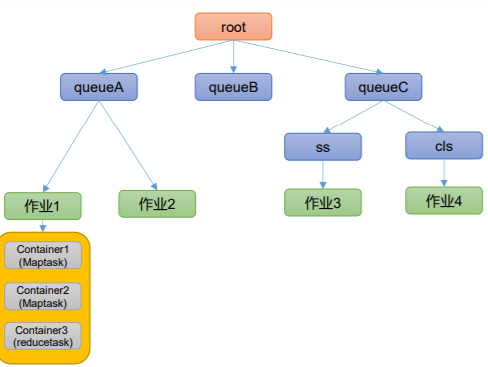 root
queueA
queueB
queueC
ss
cls
作业1
作业2
作业3
作业4
Container1
(Maptask)
Container2
(Maptask)
Container3
(reducetask)